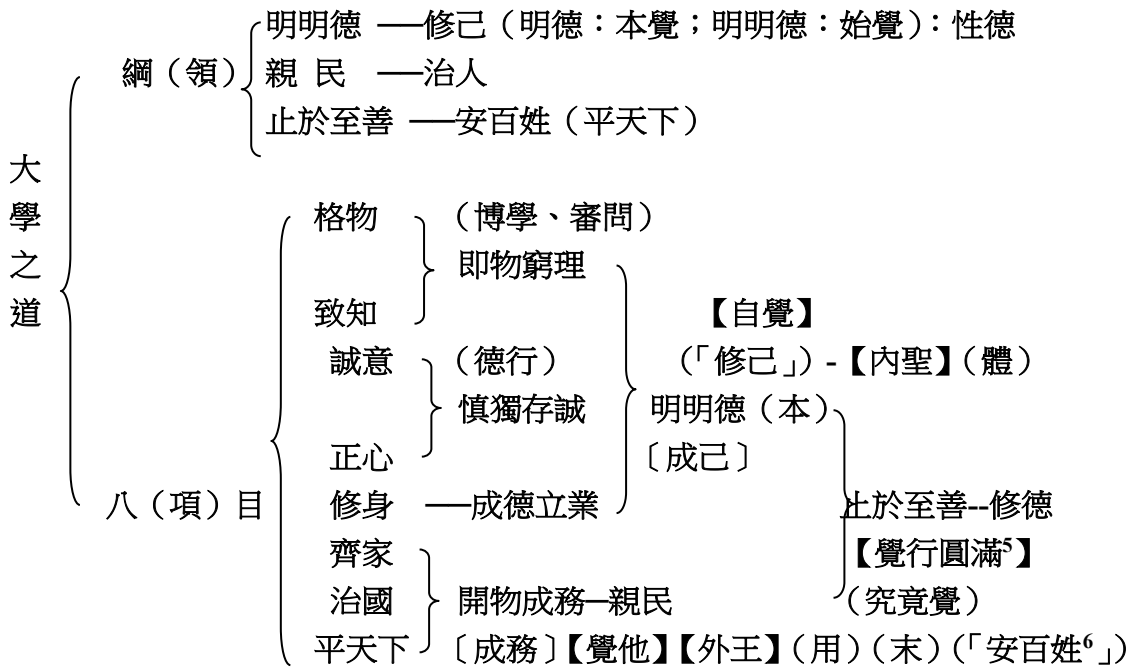 明明德 —修己（明德：本覺；明明德：始覺）：性德
綱（領） 親 民 —治人
止於至善 —安百姓（平天下）
大學之道
格物 （博學、審問）
即物窮理
致知 【自覺】
誠意 （德行） （「修己」）-【內聖】（體）
慎獨存誠 明明德（本）
正心 〔成己〕
八（項）目 修身 —成德立業 止於至善--修德
齊家 【覺行圓滿⁵】
治國 開物成務—親民 （究竟覺）
平天下 〔成務〕【覺他】【外王】（用）（末）（「安百姓⁶」）